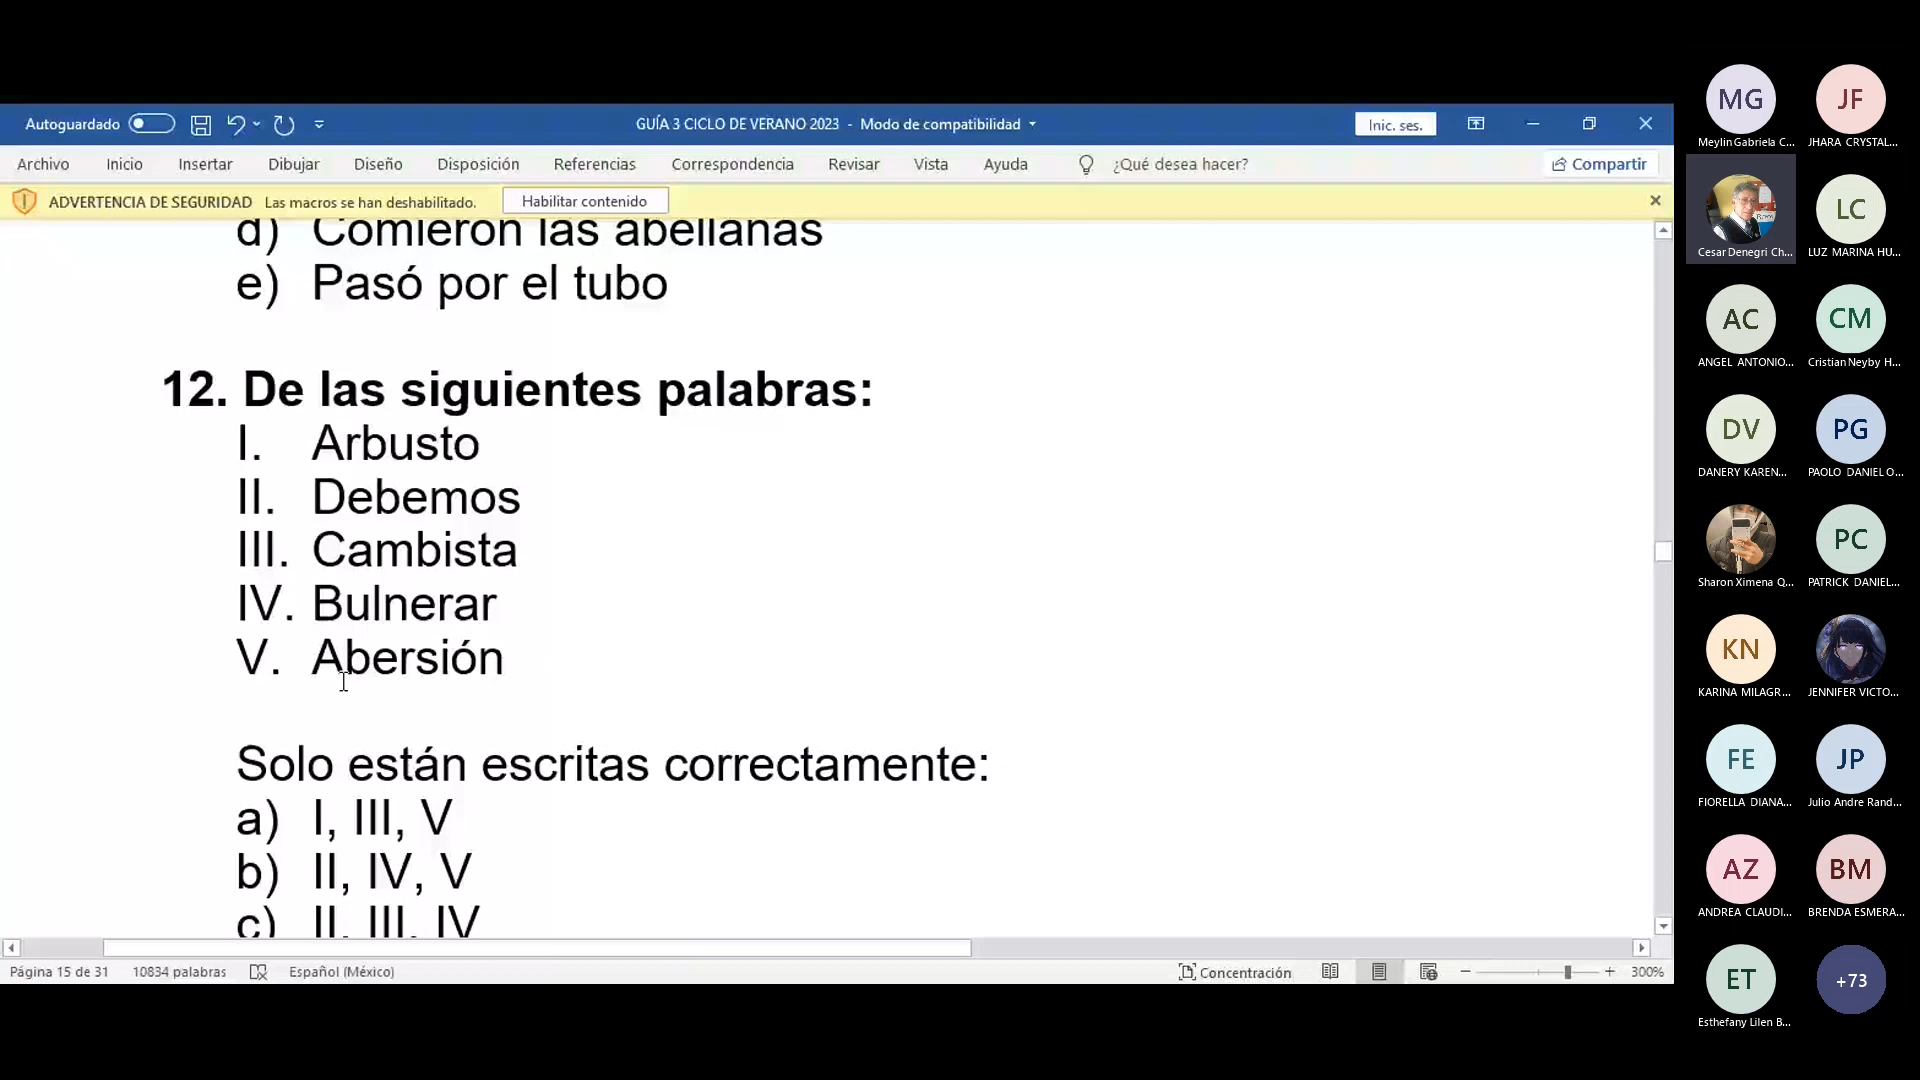 Autoguardado
GUÍA 3 CICLO DE VERANO 2023 - Modo de compatibilidad
Inic. ses.
Archivo Inicio Insertar Dibujar Diseño Disposición Referencias Correspondencia Revisar Vista Ayuda ¿Qué desea hacer? Compartir
ADVERTENCIA DE SEGURIDAD Las macros se han deshabilitado. Habilitar contenido
d) Comieron las abellanas
e) Pasó por el tubo
12. De las siguientes palabras:
I. Arbusto
II. Debemos
III. Cambista
IV. Bulnerar
V. Abersión
Solo están escritas correctamente:
a) I, III, V
b) II, IV, V
c) II, III, IV
Página 15 de 31 10834 palabras Español (México) Concentración 300%
MG JF
Meylin Gabriela C... JHARA CRYSTAL...
LC
Cesar Denegri Ch... LUZ MARINA HU...
AC CM
ANGEL ANTONIO... Cristian Neyby H...
DV PG
DANERY KAREN... PAOLO DANIEL O...
PC
Sharon Ximena Q... PATRICK DANIEL...
KN
KARINA MILAGR... JENNIFER VICTO...
FE JP
FIORELLA DIANA... Julio Andre Rand...
AZ BM
ANDREA CLAUDI... BRENDA ESMERA...
ET +73
Esthefany Lilen B...